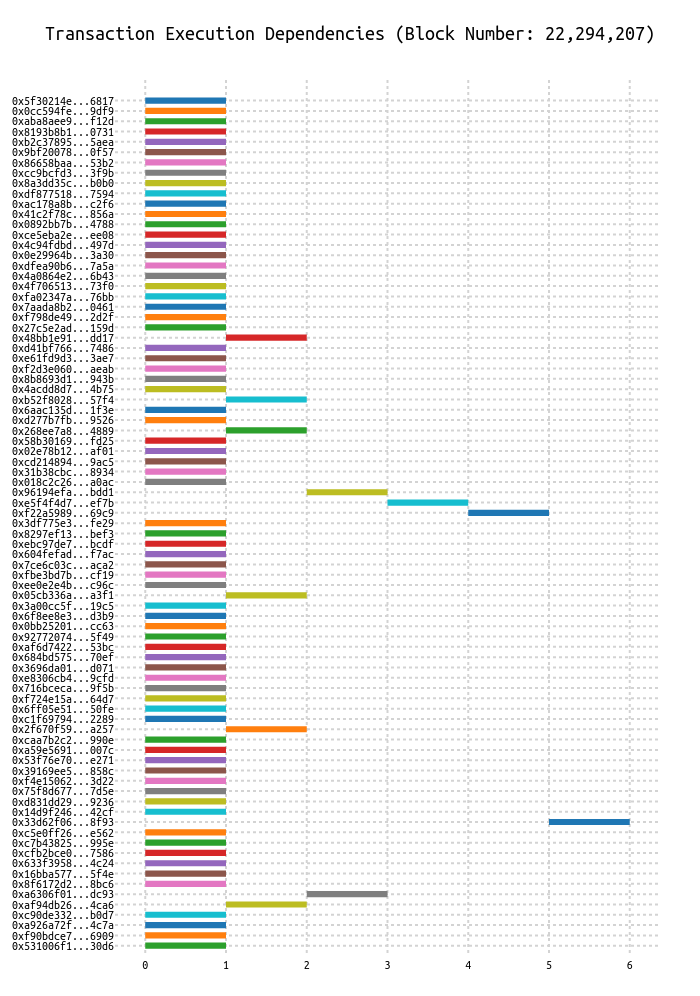 Transaction Execution Dependencies (Block Number: 22,294,207)
0x5f30214e...6817
0x0cc594fe...9df9
0xaba8aee9...f12d
0x8193b8b1...0731
0xb2c37895...5aea
0x9bf20078...0f57
0x86658baa...53b2
0xcc9bcfd3...3f9b
0x8a3dd35c...b0b0
0xdf877518...7594
0xac178a8b...c2f6
0x41c2f78c...856a
0x0892bb7b...4788
0xce5eba2e...ee08
0x4c94fdbd...497d
0x0e29964b...3a30
0xdfea90b6...7a5a
0x4a0864e2...6b43
0x4f706513...73f0
0xfa02347a...76bb
0x7aada8b2...0461
0xf798de49...2d2f
0x27c5e2ad...159d
0x48bb1e91...dd17
0xd41bf766...7486
0xe61fd9d3...3ae7
0xf2d3e060...aeab
0x8b8693d1...943b
0x4acdd8d7...4b75
0xb52f8028...57f4
0x6aac135d...1f3e
0xd277b7fb...9526
0x268ee7a8...4889
0x58b30169...fd25
0x02e78b12...af01
0xcd214894...9ac5
0x31b38cbc...8934
0x018c2c26...a0ac
0x96194efa...bdd1
0xe5f4f4d7...ef7b
0xf22a5989...69c9
0x3df775e3...fe29
0x8297ef13...bef3
0xebc97de7...bcdf
0x604fefad...f7ac
0x7ce6c03c...aca2
0xfbe3bd7b...cf19
0xee0e2e4b...c96c
0x05cb336a...a3f1
0x3a00cc5f...19c5
0x6f8ee8e3...d3b9
0x0bb25201...cc63
0x92772074...5f49
0xaf6d7422...53bc
0x684bd575...70ef
0x3696da01...d071
0xe8306cb4...9cfd
0x716bceca...9f5b
0xf724e15a...64d7
0x6ff05e51...50fe
0xc1f69794...2289
0x2f670f59...a257
0xcaa7b2c2...990e
0xa59e5691...007c
0x53f76e70...e271
0x39169ee5...858c
0xf4e15062...3d22
0x75f8d677...7d5e
0xd831dd29...9236
0x14d9f246...42cf
0x33d62f06...8f93
0xc5e0ff26...e562
0xc7b43825...995e
0xcfb2bce0...7586
0x633f3958...4c24
0x16bba577...5f4e
0x8f6172d2...8bc6
0xa6306f01...dc93
0xaf94db26...4ca6
0xc90de332...b0d7
0xa926a72f...4c7a
0xf90bdce7...6909
0x531006f1...30d6
0 1 2 3 4 5 6